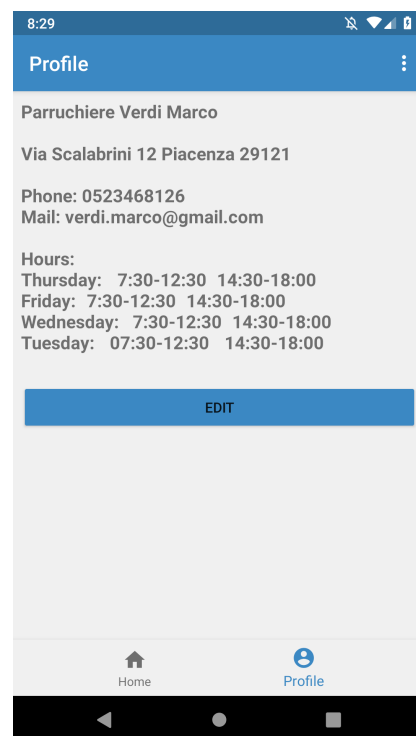 8:29
Profile
Parruchiere Verdi Marco
Via Scalabrini 12 Piacenza 29121
Phone: 0523468126
Mail: verdi.marco@gmail.com
Hours:
Thursday: 7:30-12:30 14:30-18:00
Friday: 7:30-12:30 14:30-18:00
Wednesday: 7:30-12:30 14:30-18:00
Tuesday: 07:30-12:30 14:30-18:00
EDIT
Home
Profile